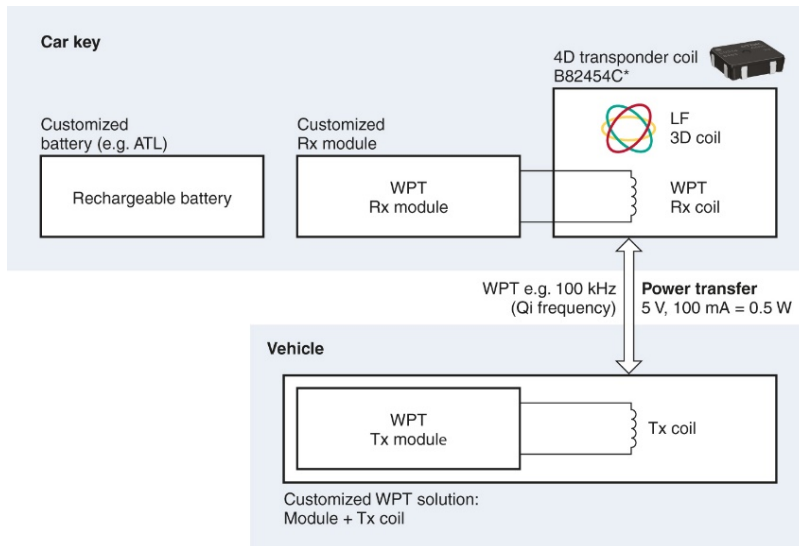 Car key
4D transponder coil
B82454C*
Customized
battery (e.g. ATL)
Customized
Rx module
LF
3D coil
Rechargeable battery
WPT
Rx module
WPT
Rx coil
WPT e.g. 100 kHz
(Qi frequency)
Power transfer
5 V, 100 mA = 0.5 W
Vehicle
WPT
Tx module
Tx coil
Customized WPT solution:
Module + Tx coil